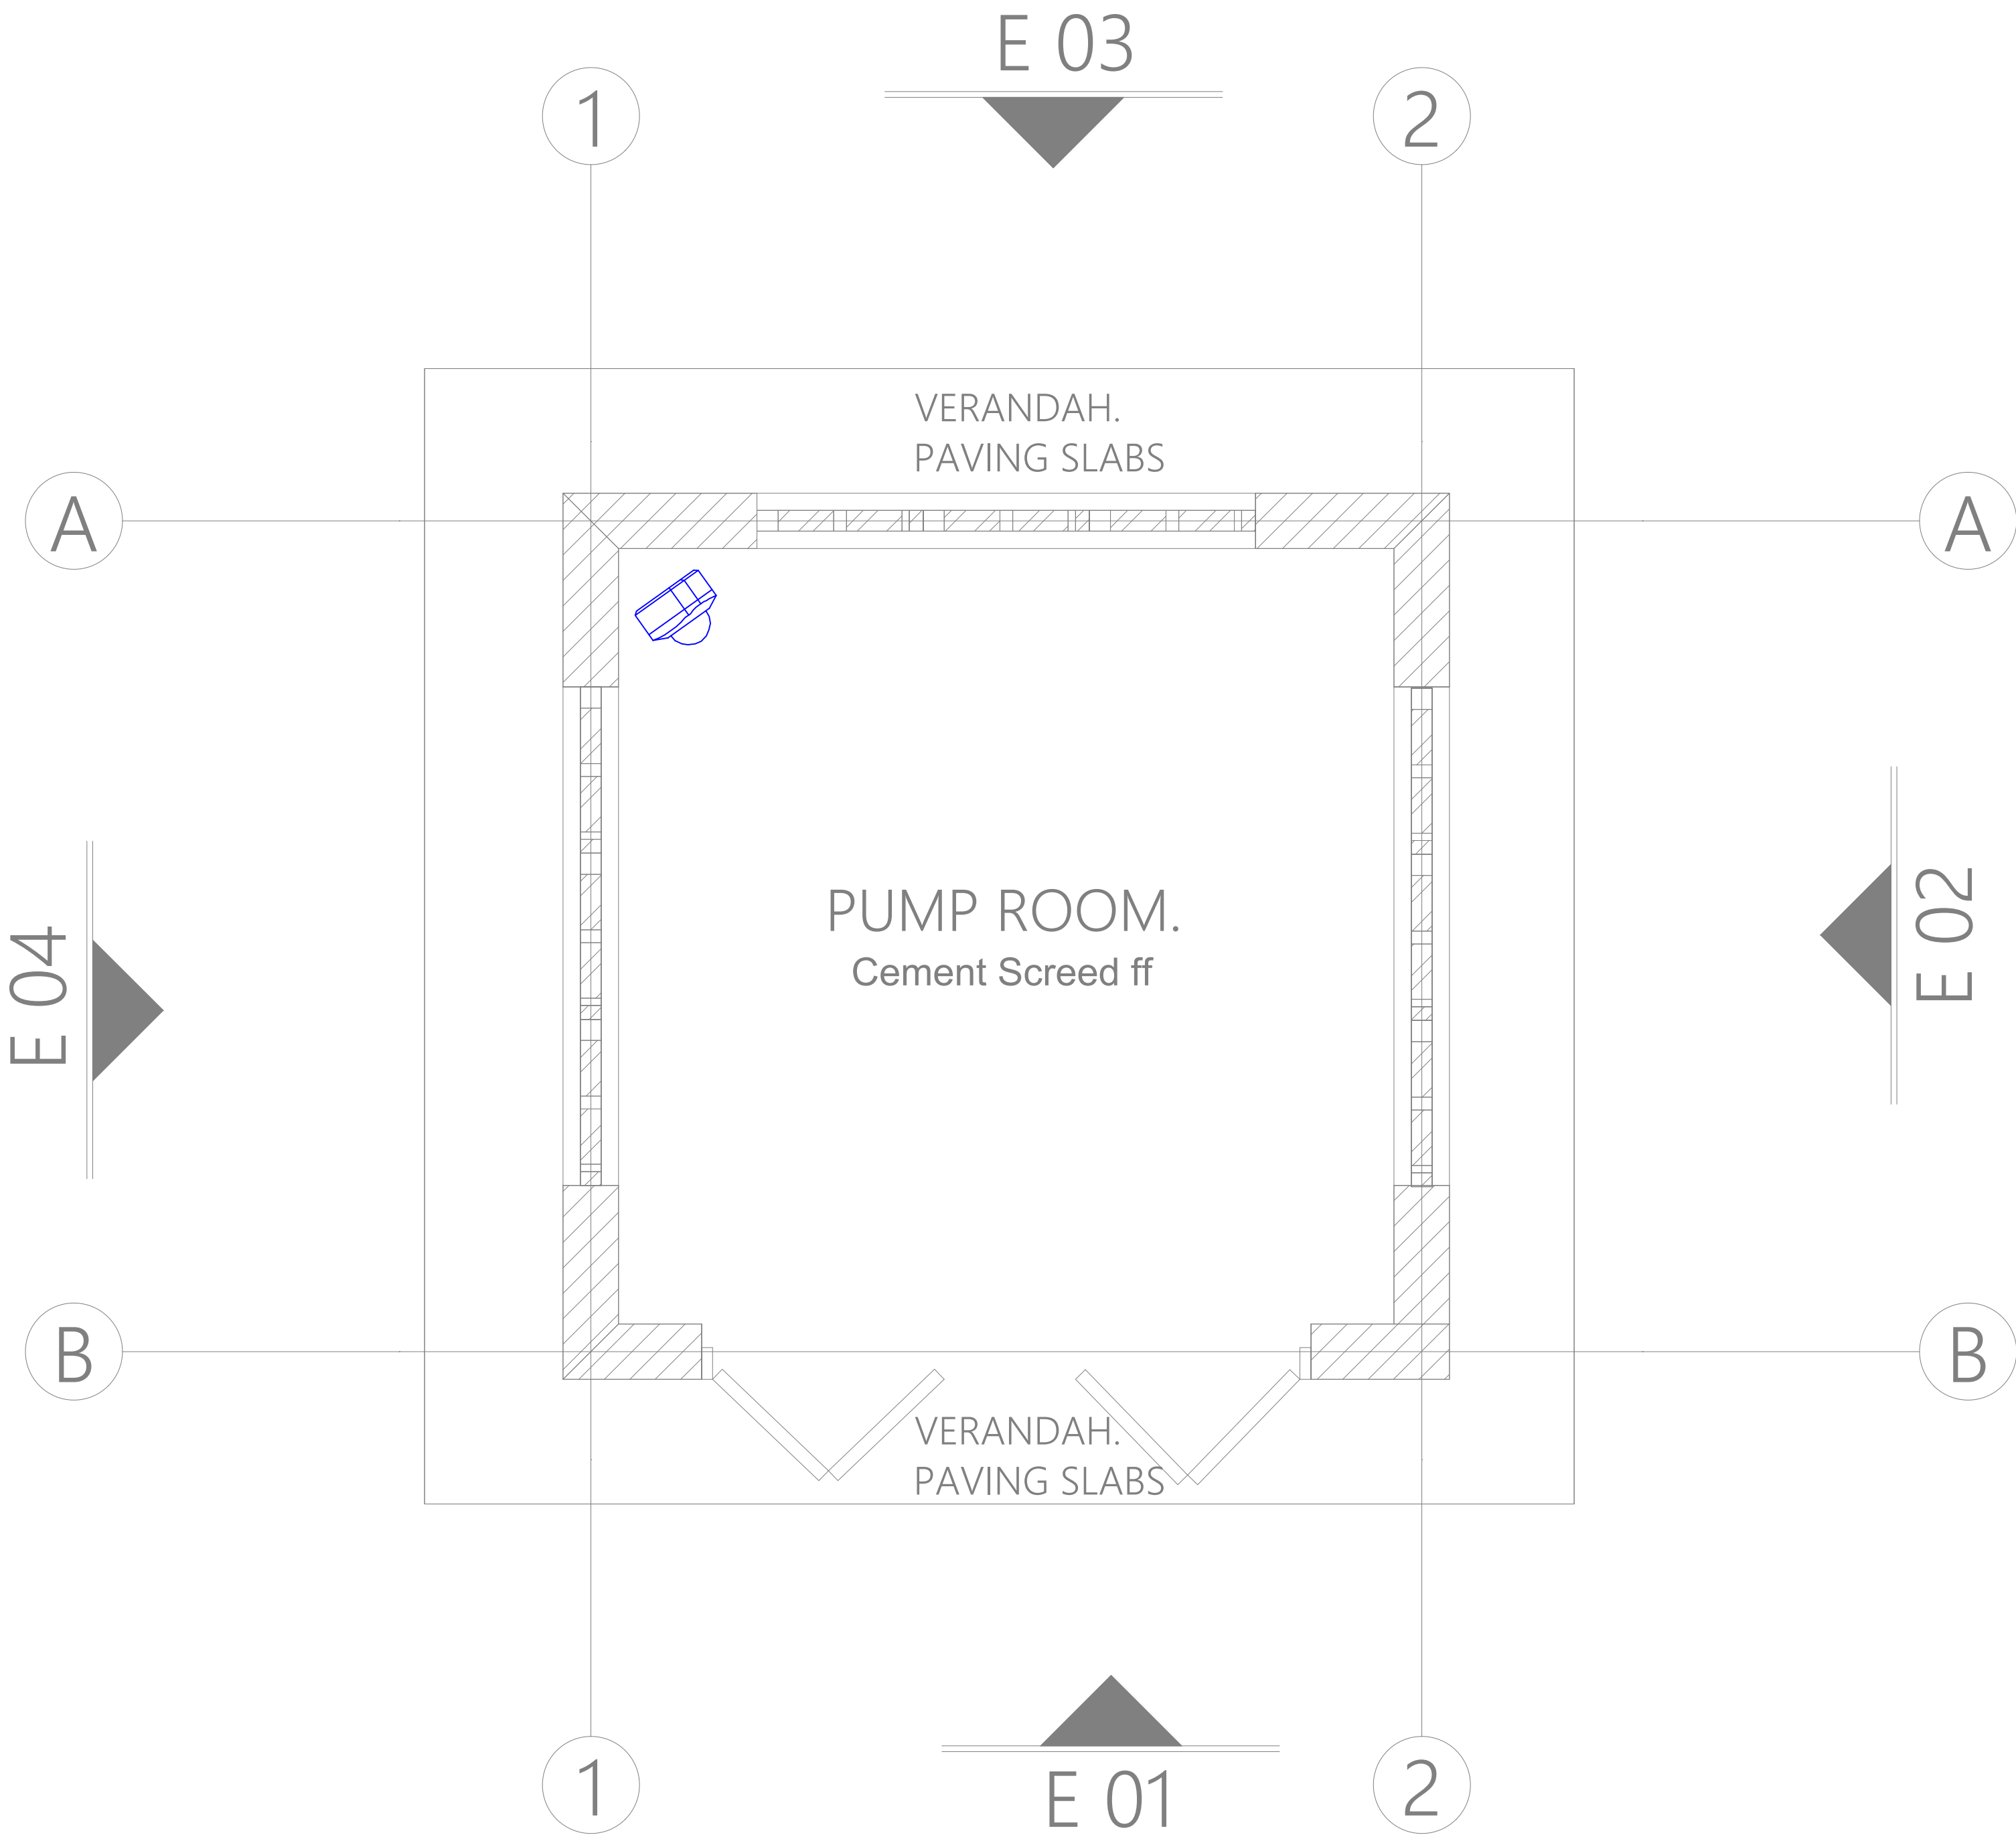 E 03
1
2
VERANDAH.
PAVING SLABS
A
A
PUMP ROOM.
Cement Screed ff
E 04
E 02
B
B
VERANDAH.
PAVING SLABS
1
2
E 01